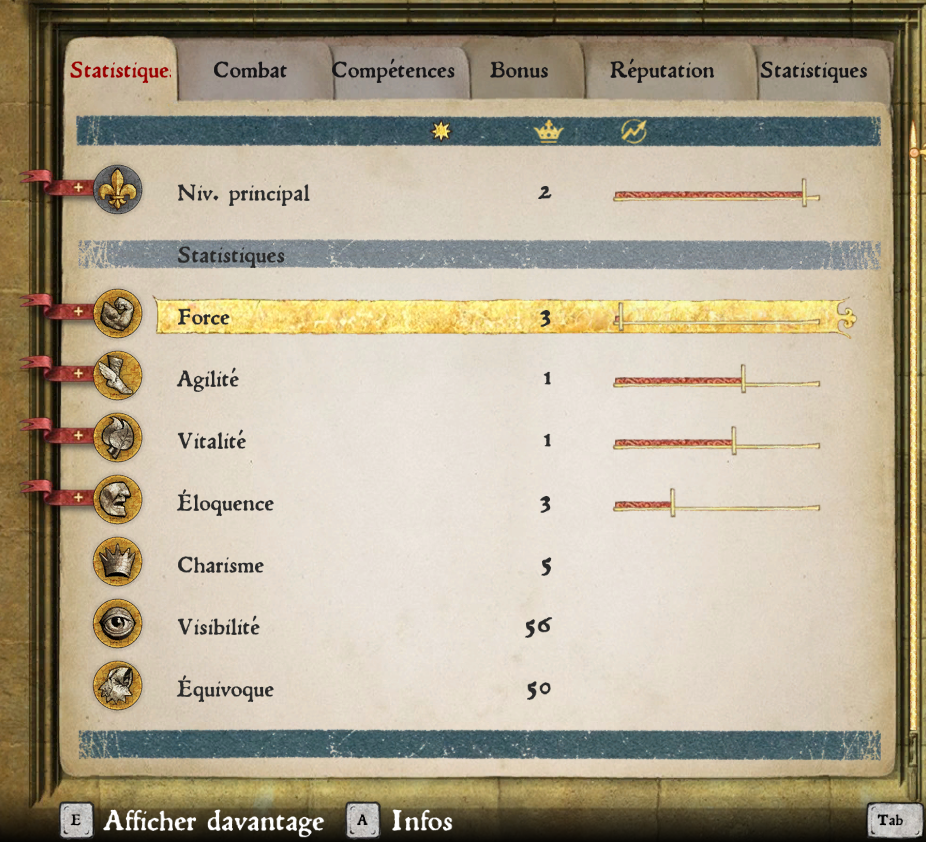 Statistique
Combat
Compétences
Bonus
Réputation
Statistiques
Niv. principal 2
Statistiques
Force 3
Agilité 1
Vitalité 1
Éloquence 3
Charisme 5
Visibilité 56
Équivoque 50
E Afficher davantage A Infos Tab